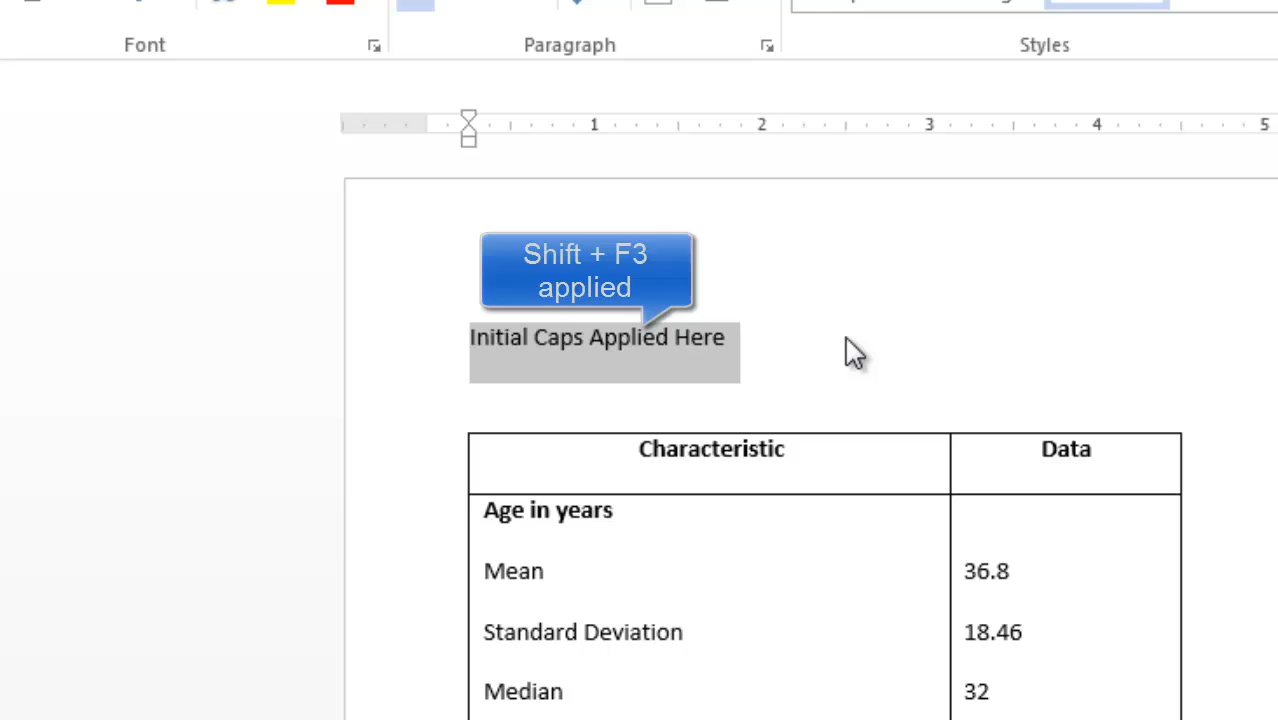 Font Paragraph Styles
1 2 3 4 5
Shift + F3
applied
Initial Caps Applied Here
Characteristic Data
Age in years
Mean 36.8
Standard Deviation 18.46
Median 32